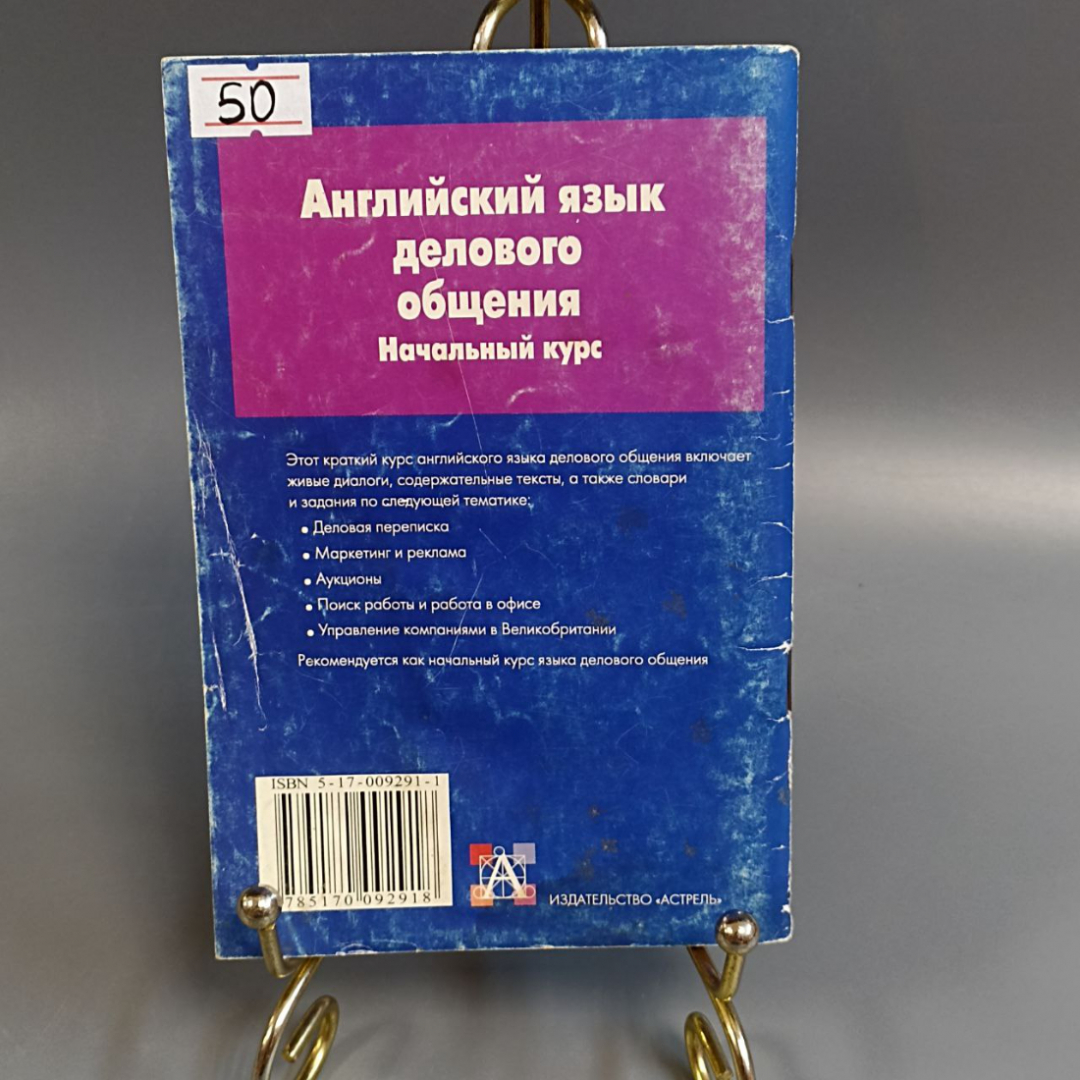 50
Английский язык
делового
общения
Начальный курс
Этот краткий курс английского языка делового общения включает
живые диалоги, содержательные тексты, а также словари
и задания по следующей тематике:
• Деловая переписка
• Маркетинг и реклама
• Аукционы
• Поиск работы и работа в офисе
• Управление компаниями в Великобритании
Рекомендуется как начальный курс языка делового общения
ISBN 5-17-009291-1
785170 092918
А
ИЗДАТЕЛЬСТВО «АСТРЕЛЬ»